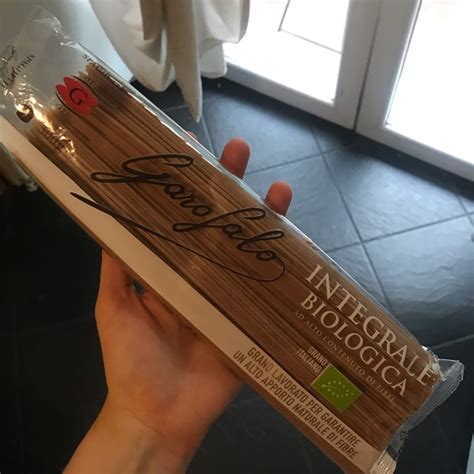 G
Garofalo
INTEGRALE
BIOLOGICA
AD ALTO CONTENUTO DI FIBRE
GRANO
ITALIANO
GRANO LAVORATO PER GARANTIRE
UN ALTO APPORTO NATURALE DI FIBRE